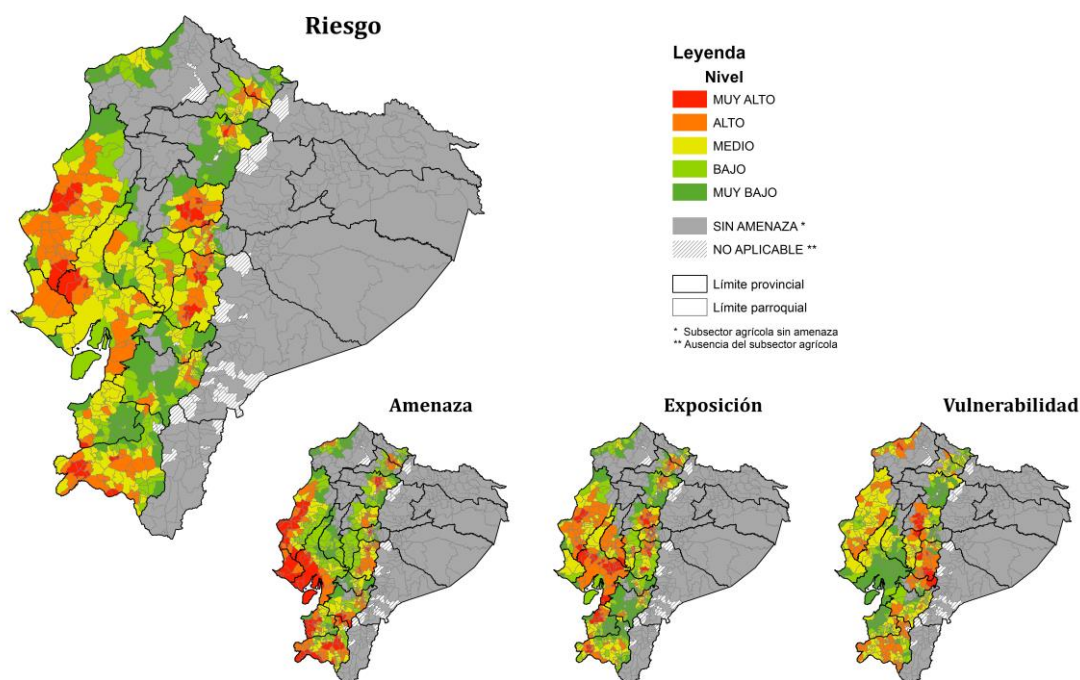 Riesgo
Leyenda
Nivel
MUY ALTO
ALTO
MEDIO
BAJO
MUY BAJO
SIN AMENAZA *
NO APLICABLE **
Límite provincial
Límite parroquial
* Subsector agrícola sin amenaza
** Ausencia del subsector agrícola
Amenaza
Exposición
Vulnerabilidad